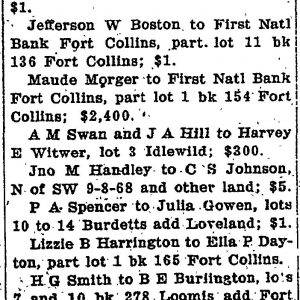 $1.
Jefferson W Boston to First Natl
Bank Fort Collins, part. lot 11 bk
136 Fort Collins; $1.
Maude Morger to First Natl Bank
Fort Collins, part lot 1 bk 154 Fort
Collins; $2,400.
A M Swan and J A Hill to Harvey
E Witwer, lot 3 Idlewild; $300.
Jno M Handley to C S Johnson,
N of SW 9-8-68 and other land; $5.
P A Spencer to Julia Gowen, lots
10 to 14 Burdetts add Loveland; $1.
Lizzie B Harrington to Ella P Day-
ton, part lot 1 bk 165 Fort Collins.
H G Smith to B E Burlington, lots
7 and 10 bk 278 Loomis add Fort